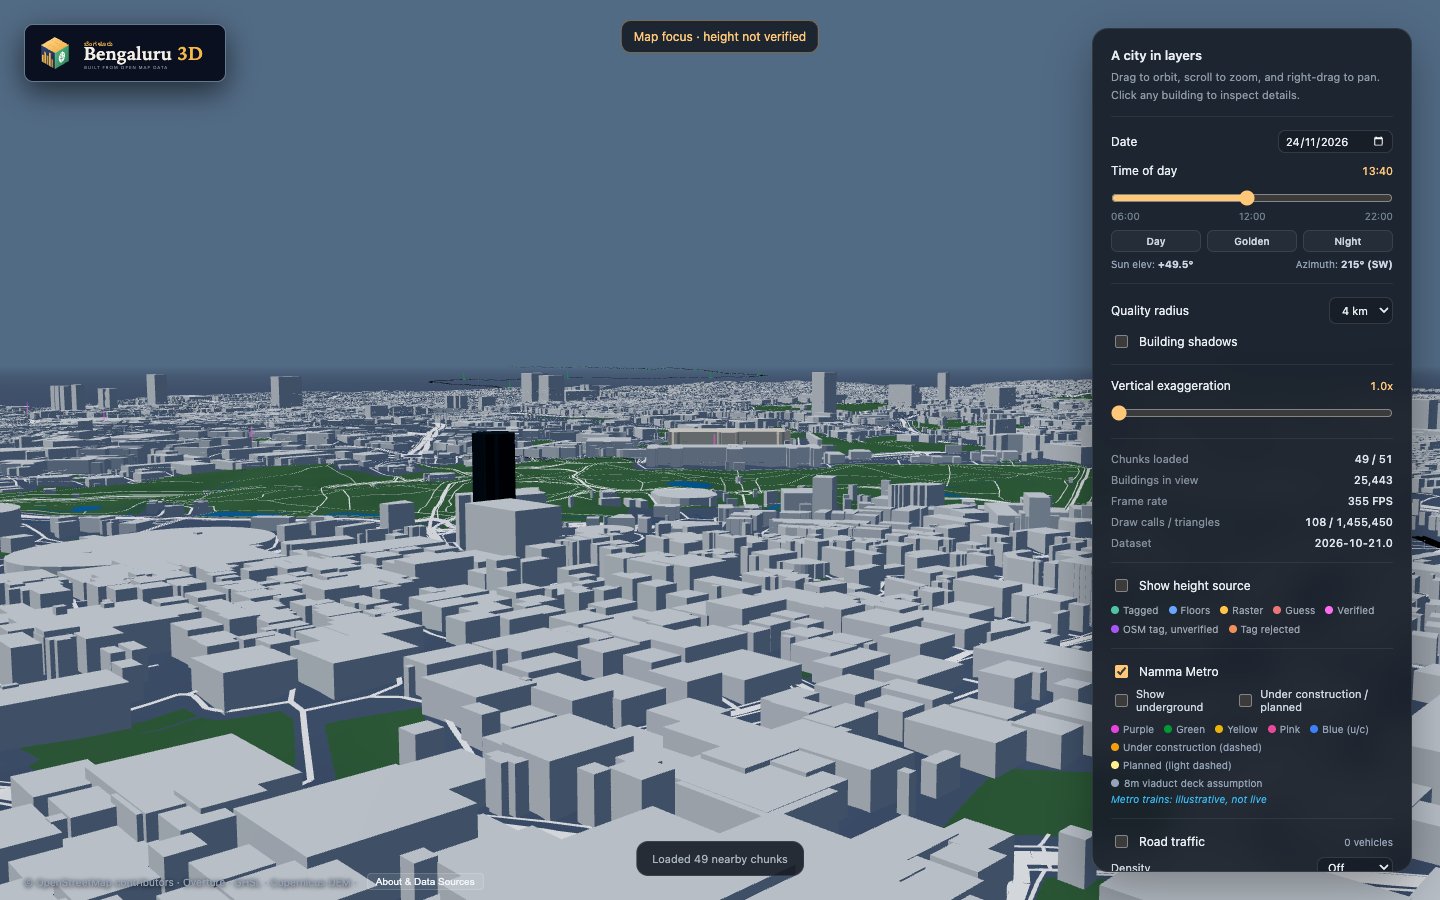 ಬೆಂಗಳೂರು
Bengaluru 3D
BUILT FROM OPEN MAP DATA
Map focus · height not verified
A city in layers
Drag to orbit, scroll to zoom, and right-drag to pan.
Click any building to inspect details.
Date
24/11/2026
Time of day
13:40
06:00
12:00
22:00
Day
Golden
Night
Sun elev: +49.5°
Azimuth: 215° (SW)
Quality radius
4 km
Building shadows
Vertical exaggeration
1.0x
Chunks loaded
49 / 51
Buildings in view
25,443
Frame rate
355 FPS
Draw calls / triangles
108 / 1,455,450
Dataset
2026-10-21.0
Show height source
Tagged
Floors
Raster
Guess
Verified
OSM tag, unverified
Tag rejected
Namma Metro
Show
underground
Under construction /
planned
Purple
Green
Yellow
Pink
Blue (u/c)
Under construction (dashed)
Planned (light dashed)
8m viaduct deck assumption
Metro trains: illustrative, not live
Road traffic
0 vehicles
Density
Off
Loaded 49 nearby chunks
© OpenStreetMap contributors · Overture · GHSL · Copernicus DEM ·
About & Data Sources